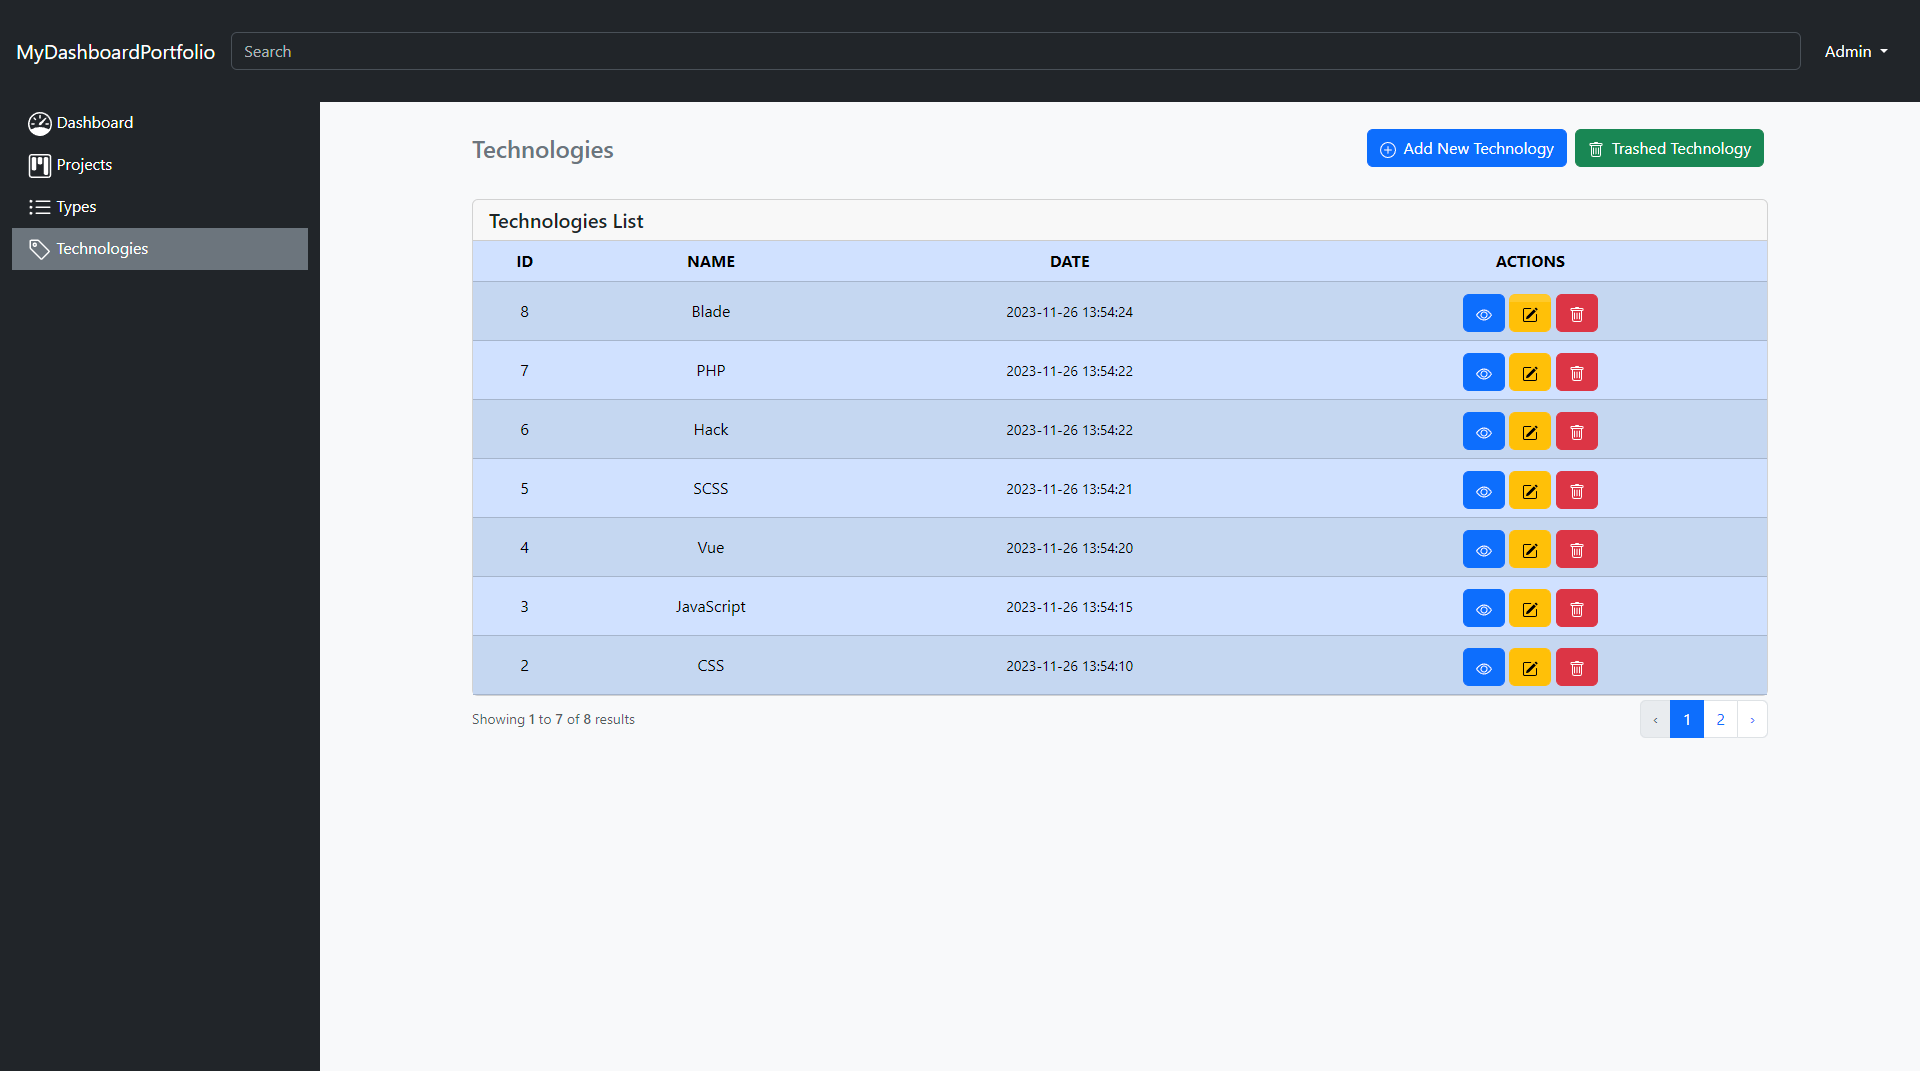 MyDashboardPortfolio Search Admin
Dashboard
Projects
Types
Technologies
Technologies Add New Technology Trashed Technology
Technologies List
ID NAME DATE ACTIONS
8 Blade 2023-11-26 13:54:24
7 PHP 2023-11-26 13:54:22
6 Hack 2023-11-26 13:54:22
5 SCSS 2023-11-26 13:54:21
4 Vue 2023-11-26 13:54:20
3 JavaScript 2023-11-26 13:54:15
2 CSS 2023-11-26 13:54:10
Showing 1 to 7 of 8 results ‹ 1 2 ›